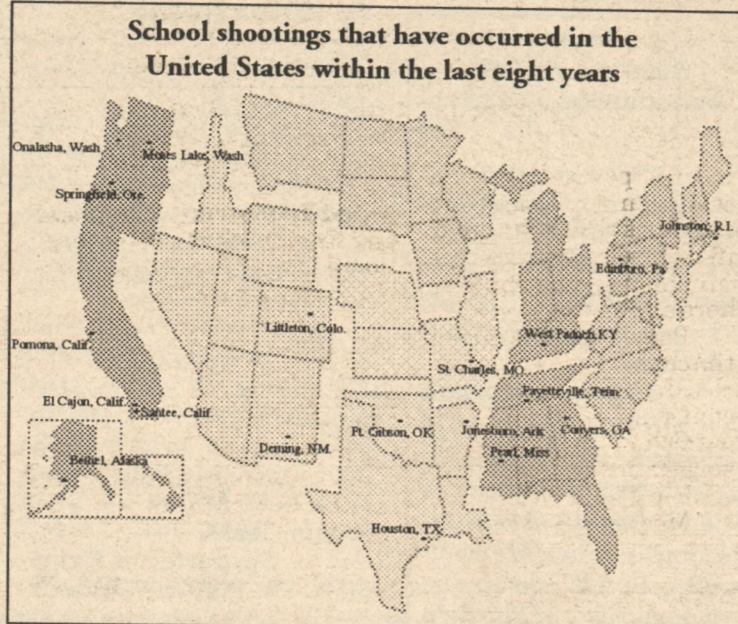 School shootings that have occurred in the
United States within the last eight years
Onalasha, Wash
Moses Lake, Wash
Springfield, Ore.
Johnston, R.I.
Edinboro, Pa
Littleton, Colo.
West Paduch, KY
Pomona, Calif.
St. Charles, MO.
Fayetteville, Tenn
El Cajon, Calif.
Santee, Calif.
Ft. Gibson, OK
Jonesboro, Ark
Conyers, GA
Deming, NM.
Pearl, Miss
Bethel, Alaska
Houston, TX